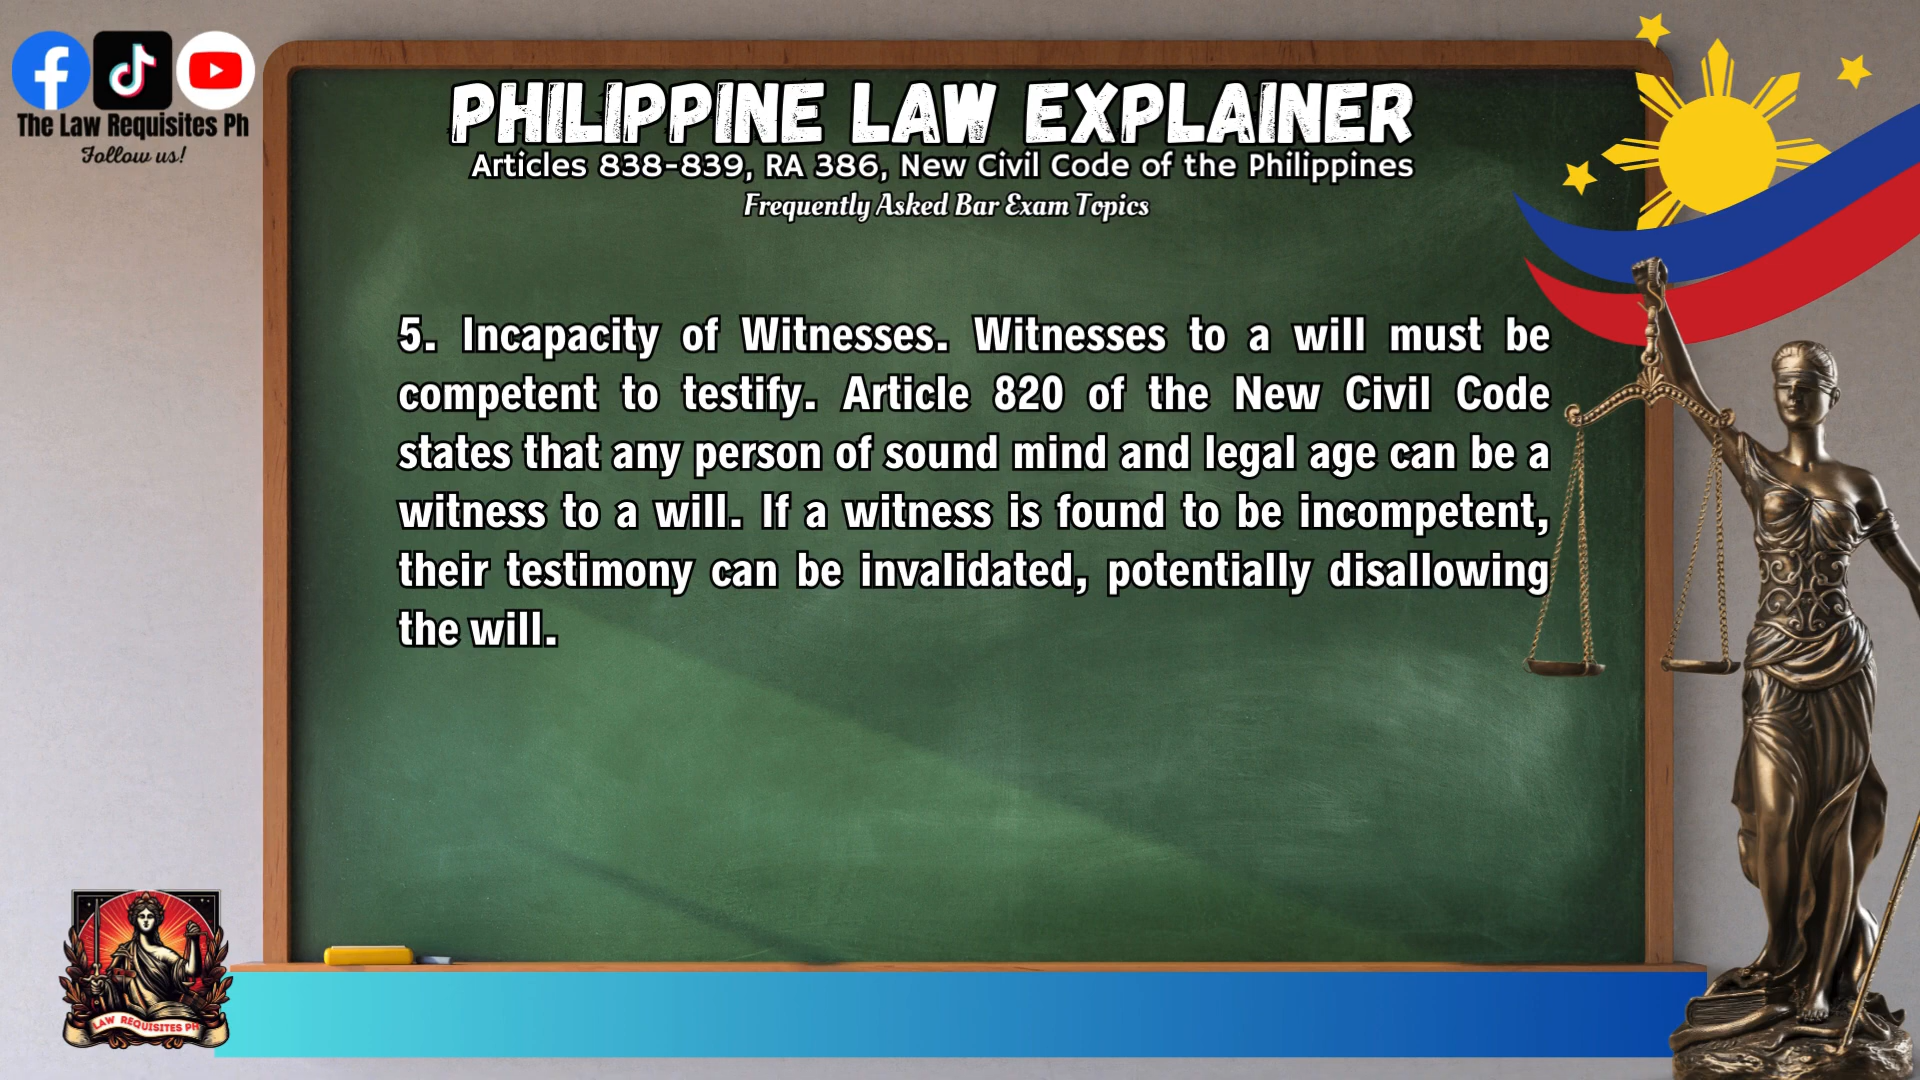 The Law Requisites Ph
Follow us!
PHILIPPINE LAW EXPLAINER
Articles 838-839, RA 386, New Civil Code of the Philippines
Frequently Asked Bar Exam Topics
5. Incapacity of Witnesses. Witnesses to a will must be
competent to testify. Article 820 of the New Civil Code
states that any person of sound mind and legal age can be a
witness to a will. If a witness is found to be incompetent,
their testimony can be invalidated, potentially disallowing
the will.
LAW REQUISITES PH